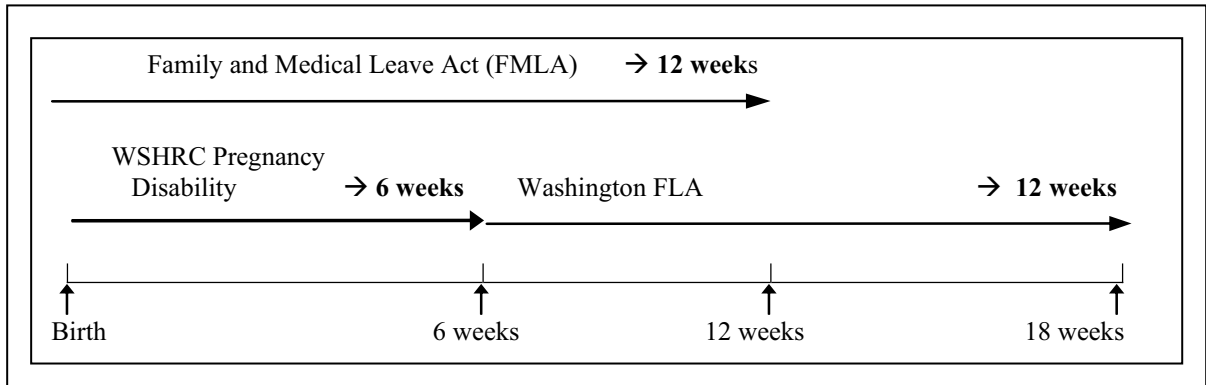 Family and Medical Leave Act (FMLA) → 12 weeks
WSHRC Pregnancy
Disability → 6 weeks Washington FLA → 12 weeks
Birth 6 weeks 12 weeks 18 weeks